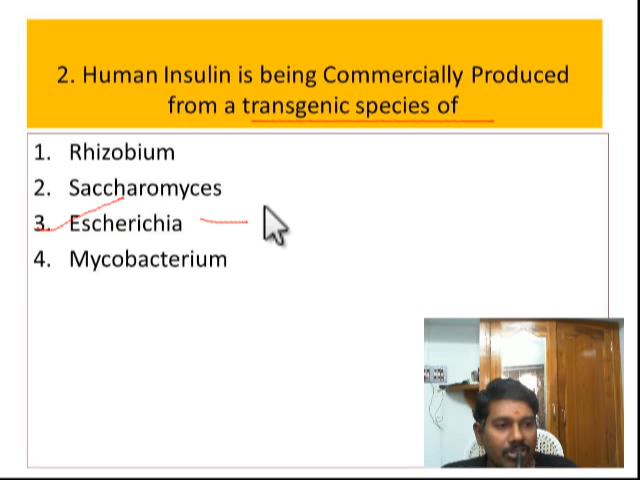 2. Human Insulin is being Commercially Produced
from a transgenic species of
1. Rhizobium
2. Saccharomyces
3. Escherichia
4. Mycobacterium